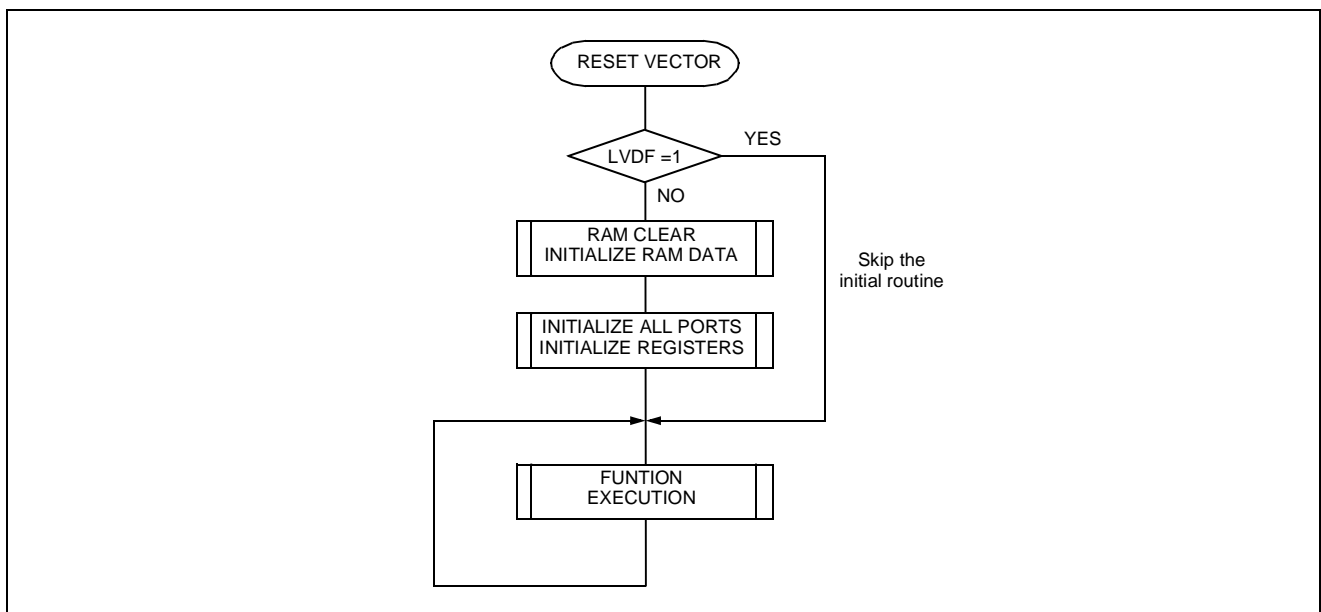 RESET VECTOR
YES
LVDF =1
NO
RAM CLEAR
INITIALIZE RAM DATA
Skip the
initial routine
INITIALIZE ALL PORTS
INITIALIZE REGISTERS
FUNTION
EXECUTION